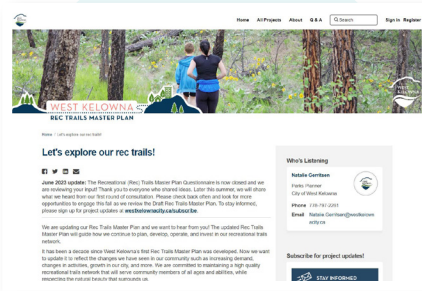 Home All Projects About Q & A Search Sign In Register
WEST KELOWNA
REC TRAILS MASTER PLAN
WEST
KELOWNA
Home / Let's explore our rec trails!
Let's explore our rec trails!
June 2023 update: The Recreational (Rec) Trails Master Plan Questionnaire is now closed and we
are reviewing your input! Thank you to everyone who shared ideas. Later this summer, we will share
what we heard from our first round of consultation. Please check back often and look for more
opportunities to engage this fall as we review the Draft Rec Trails Master Plan. To stay informed,
please sign up for project updates at westkelownacity.ca/subscribe.
We are updating our Rec Trails Master Plan and we want to hear from you! The updated Rec Trails
Master Plan will guide how we continue to plan, develop, operate, and invest in our recreational trails
network.
It has been a decade since West Kelowna's first Rec Trails Master Plan was developed. Now we want
to update it to reflect the changes we have seen in our community such as increasing demand,
changes in activities, growth in our city, and more. We are committed to maintaining a high quality
recreational trails network that will serve community members of all ages and abilities, while
respecting the natural beauty that surrounds us.
Who's Listening
Natalie Gerritsen
Parks Planner
City of West Kelowna
Phone
Email Natalie.Gerritsen@westkelown
acity.ca
Subscribe for project updates!
STAY INFORMED